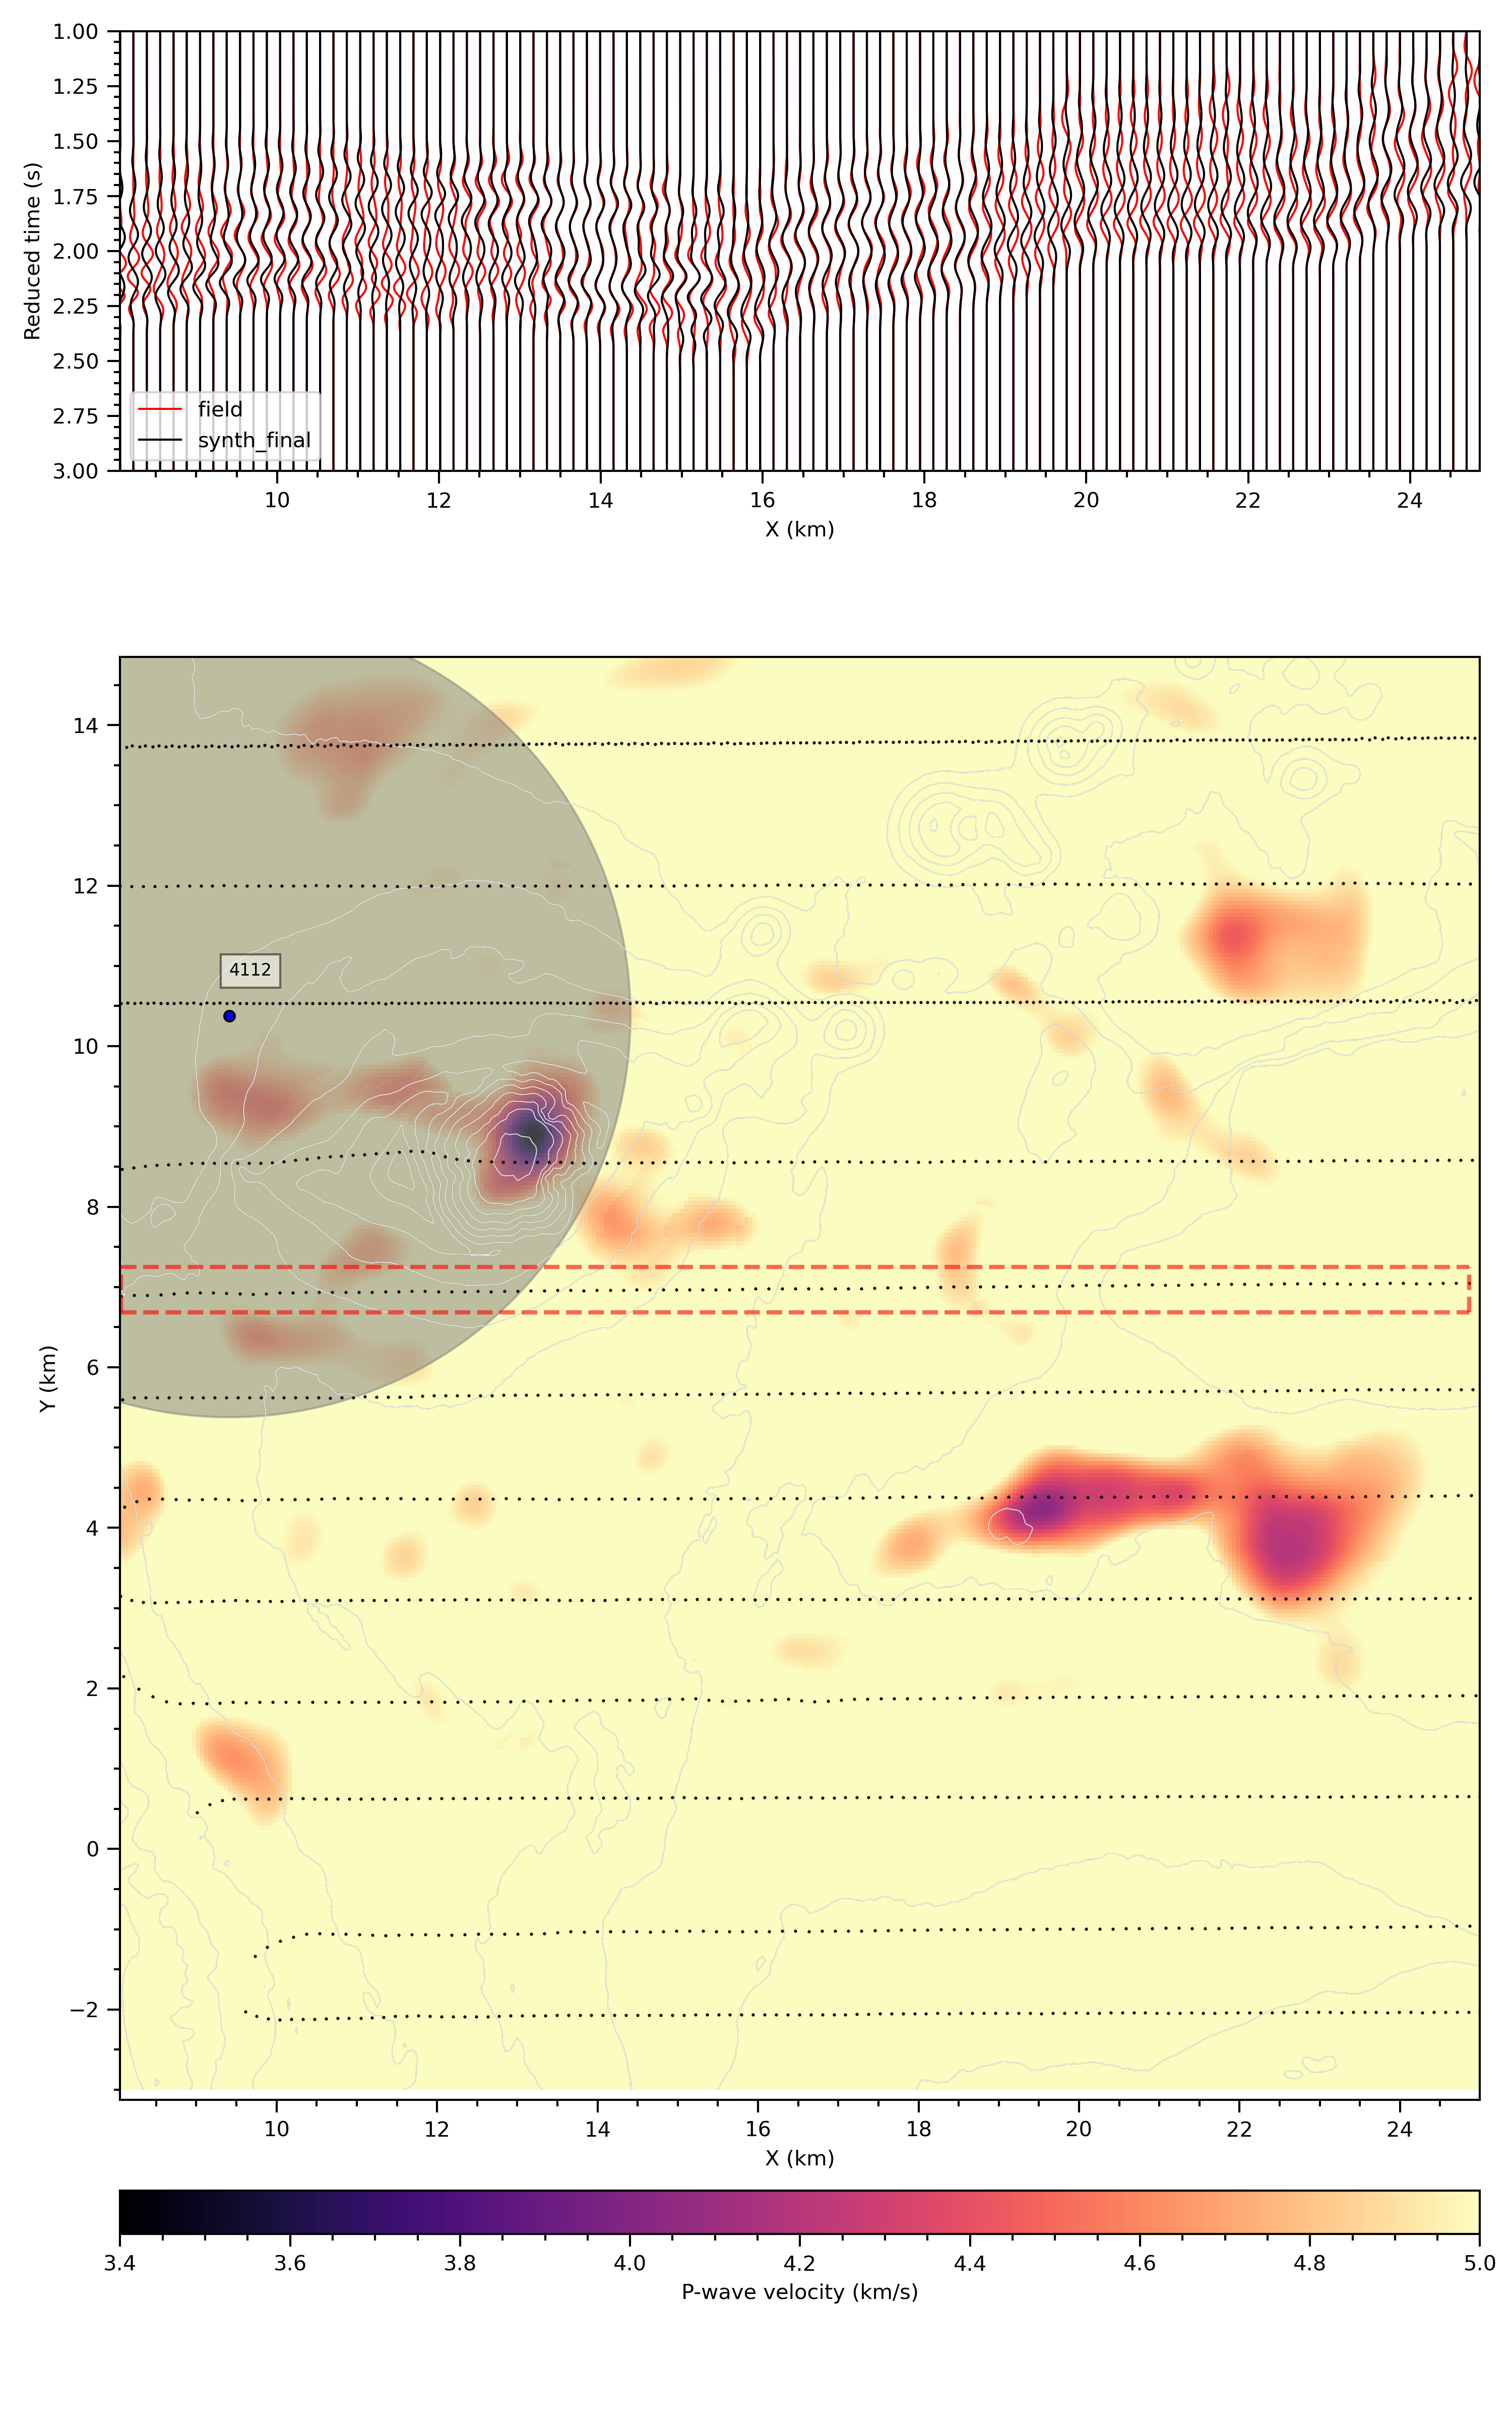 1.00
1.25
1.50
1.75
2.00
2.25
2.50
2.75
3.00
Reduced time (s)
field
synth_final
10 12 14 16 18 20 22 24
X (km)
14
12
10
8
6
4
2
0
−2
Y (km)
4112
10 12 14 16 18 20 22 24
X (km)
3.4 3.6 3.8 4.0 4.2 4.4 4.6 4.8 5.0
P-wave velocity (km/s)